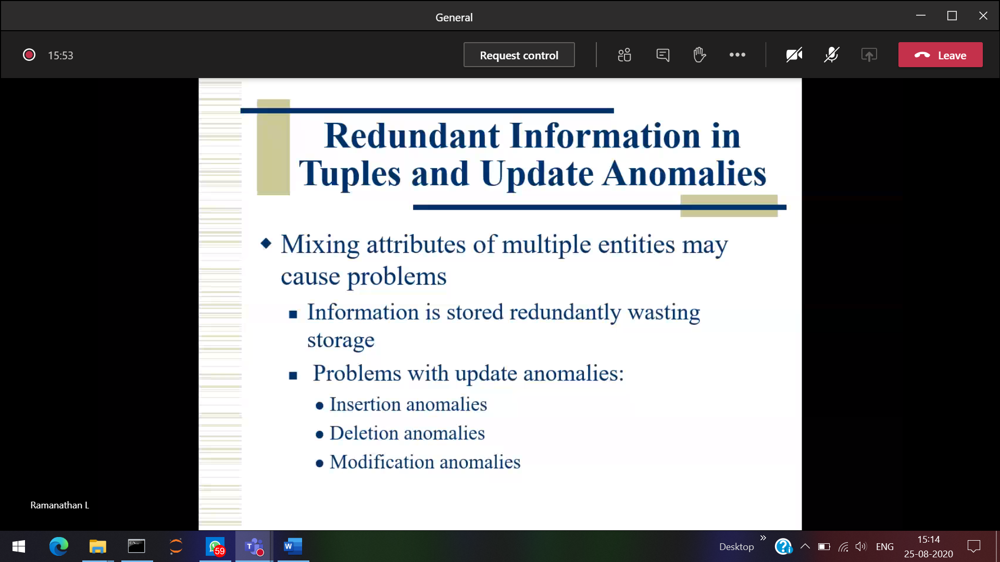 General
15:53
Request control
Leave
Redundant Information in
Tuples and Update Anomalies
Mixing attributes of multiple entities may
cause problems
Information is stored redundantly wasting
storage
Problems with update anomalies:
Insertion anomalies
Deletion anomalies
Modification anomalies
Ramanathan L
59
T
W
Desktop
ENG
15:14
25-08-2020